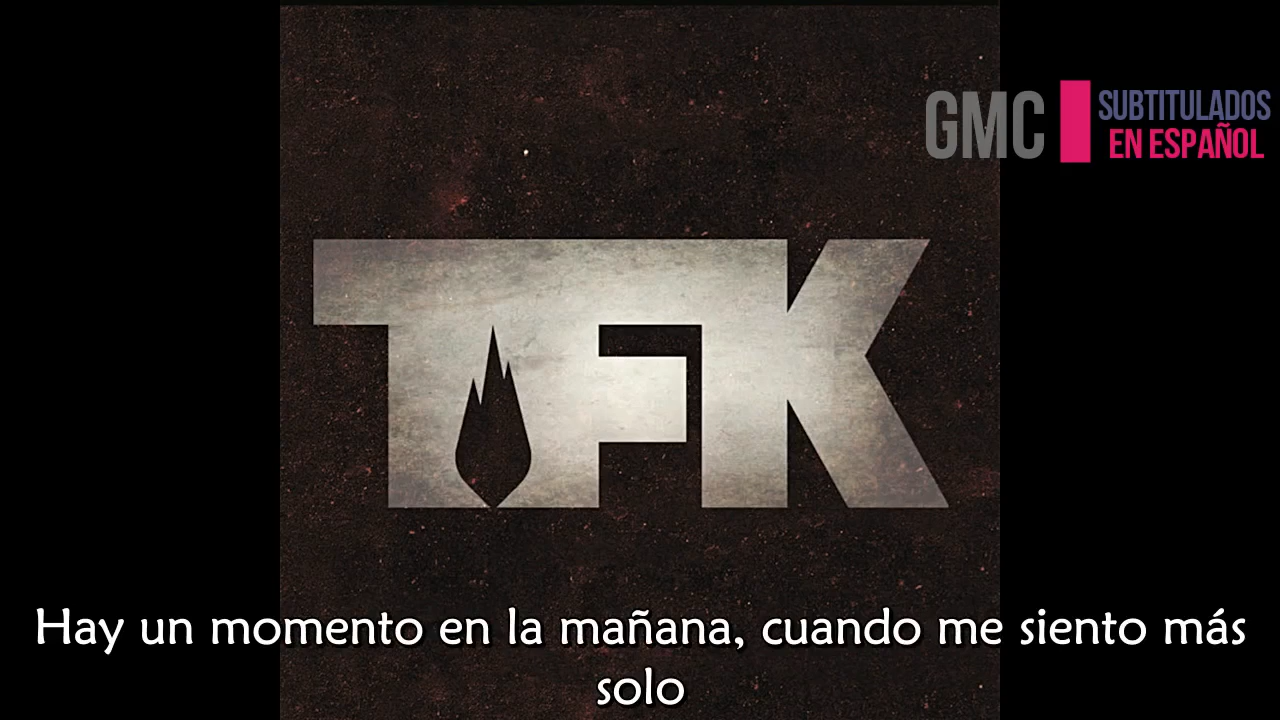 GMC
SUBTITULADOS
EN ESPAÑOL
TFK
Hay un momento en la mañana, cuando me siento más
solo